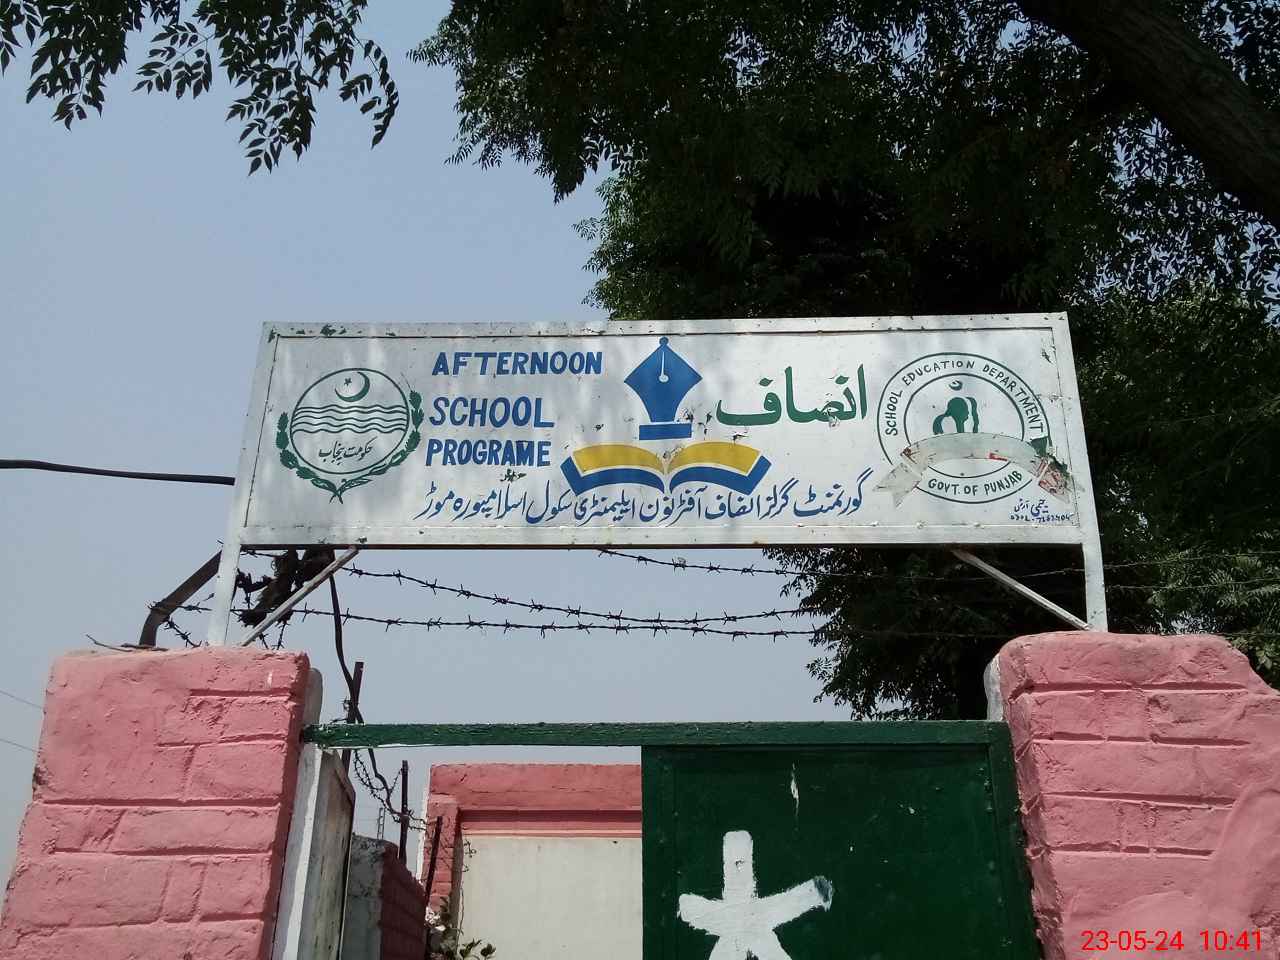 حکومت پنجاب
AFTERNOON
SCHOOL
PROGRAME
انصاف
SCHOOL EDUCATION DEPARTMENT
GOVT. OF PUNJAB
گورنمنٹ گرلز انصاف آفٹرنون ایلیمنٹری سکول اسلامپورہ موڑ
23-05-24 10:41